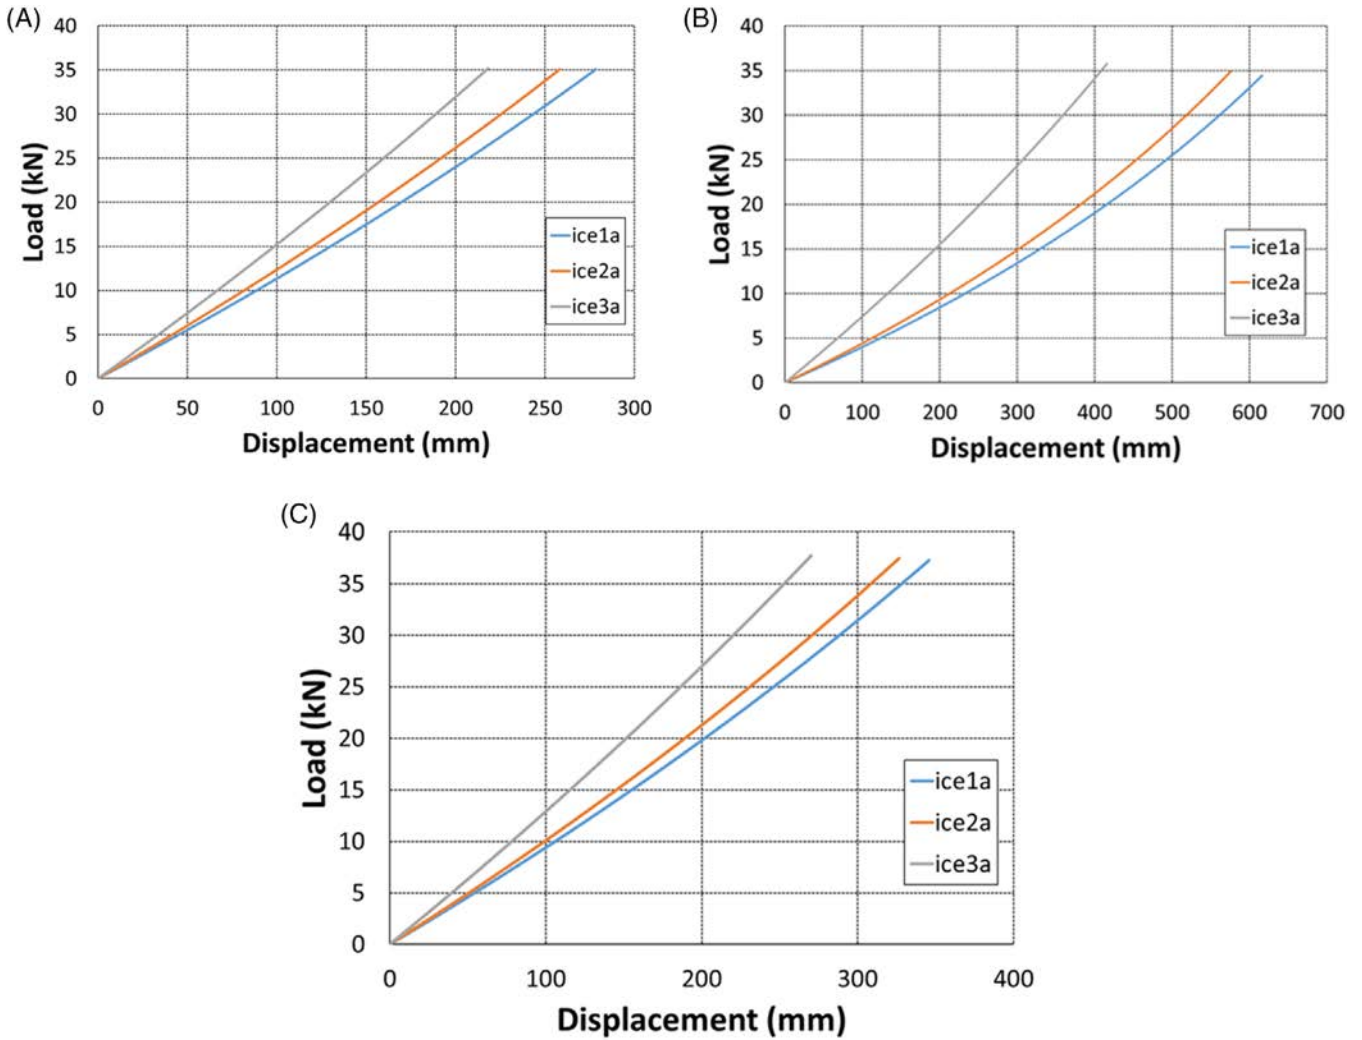 (A)
40
35
30
25
20
15
10
5
0
Load (kN)
ice1a
ice2a
ice3a
0 50 100 150 200 250 300
Displacement (mm)
(B)
40
35
30
25
20
15
10
5
0
Load (kN)
ice1a
ice2a
ice3a
0 100 200 300 400 500 600 700
Displacement (mm)
(C)
40
35
30
25
20
15
10
5
0
Load (kN)
ice1a
ice2a
ice3a
0 100 200 300 400
Displacement (mm)